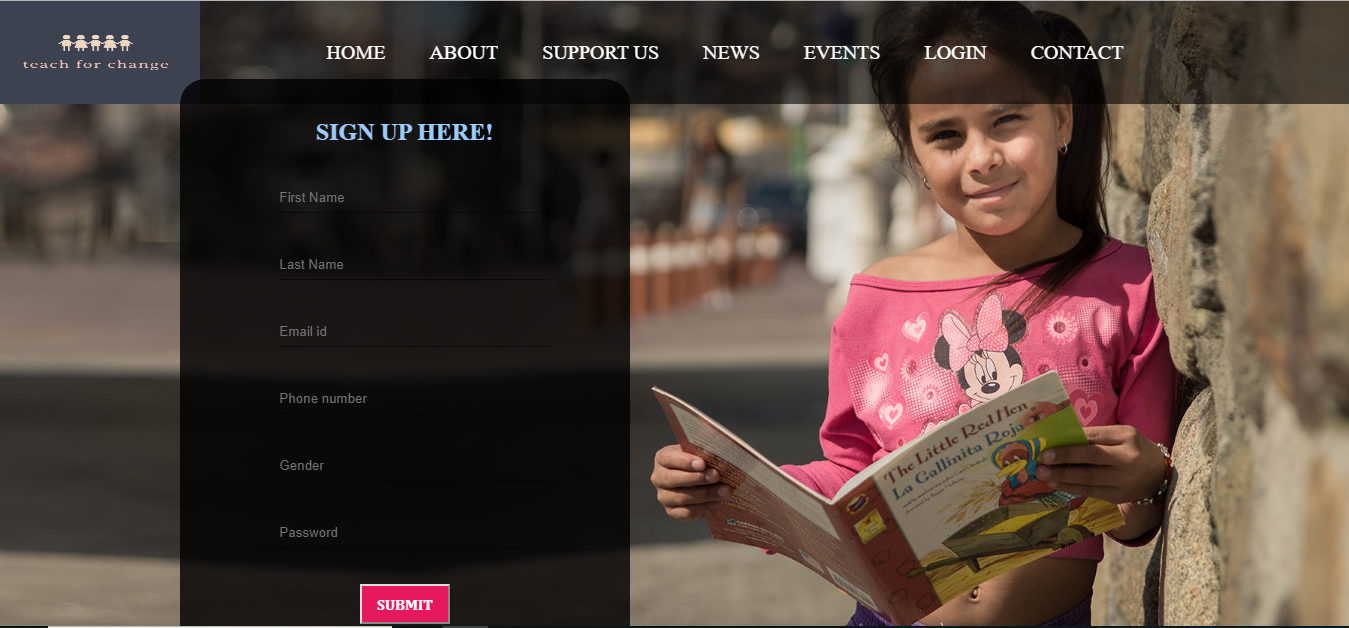 teach for change
HOME ABOUT SUPPORT US NEWS EVENTS LOGIN CONTACT
SIGN UP HERE!
First Name
Last Name
Email id
Phone number
Gender
Password
SUBMIT
The Little Red Hen
La Gallinita Roja